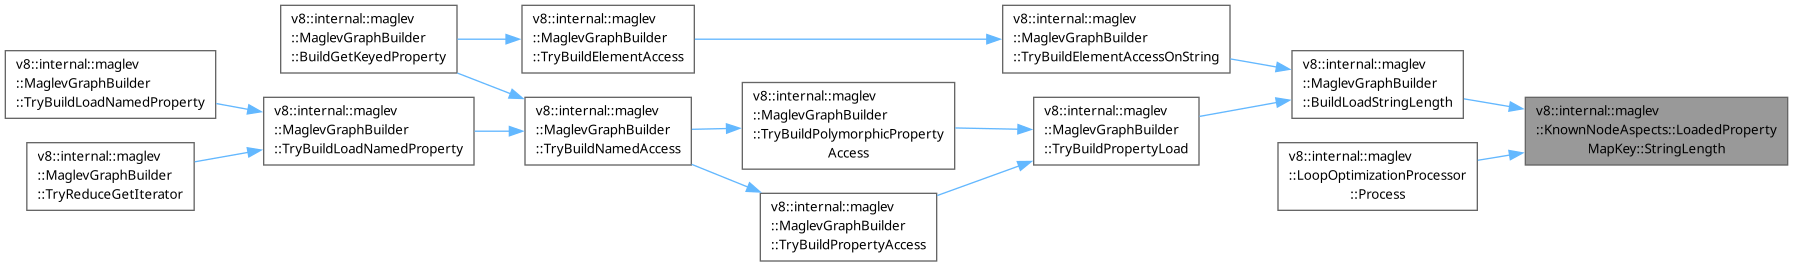 v8::internal::maglev
::MaglevGraphBuilder
::TryBuildLoadNamedProperty
v8::internal::maglev
::MaglevGraphBuilder
::TryReduceGetIterator
v8::internal::maglev
::MaglevGraphBuilder
::BuildGetKeyedProperty
v8::internal::maglev
::MaglevGraphBuilder
::TryBuildLoadNamedProperty
v8::internal::maglev
::MaglevGraphBuilder
::TryBuildElementAccess
v8::internal::maglev
::MaglevGraphBuilder
::TryBuildNamedAccess
v8::internal::maglev
::MaglevGraphBuilder
::TryBuildPolymorphicProperty
Access
v8::internal::maglev
::MaglevGraphBuilder
::TryBuildPropertyAccess
v8::internal::maglev
::MaglevGraphBuilder
::TryBuildElementAccessOnString
v8::internal::maglev
::MaglevGraphBuilder
::TryBuildPropertyLoad
v8::internal::maglev
::MaglevGraphBuilder
::BuildLoadStringLength
v8::internal::maglev
::LoopOptimizationProcessor
::Process
v8::internal::maglev
::KnownNodeAspects::LoadedProperty
MapKey::StringLength